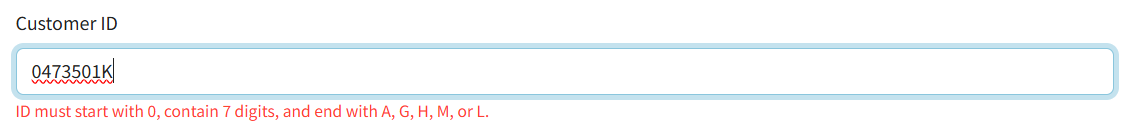 Customer ID
0473501K
ID must start with 0, contain 7 digits, and end with A, G, H, M, or L.